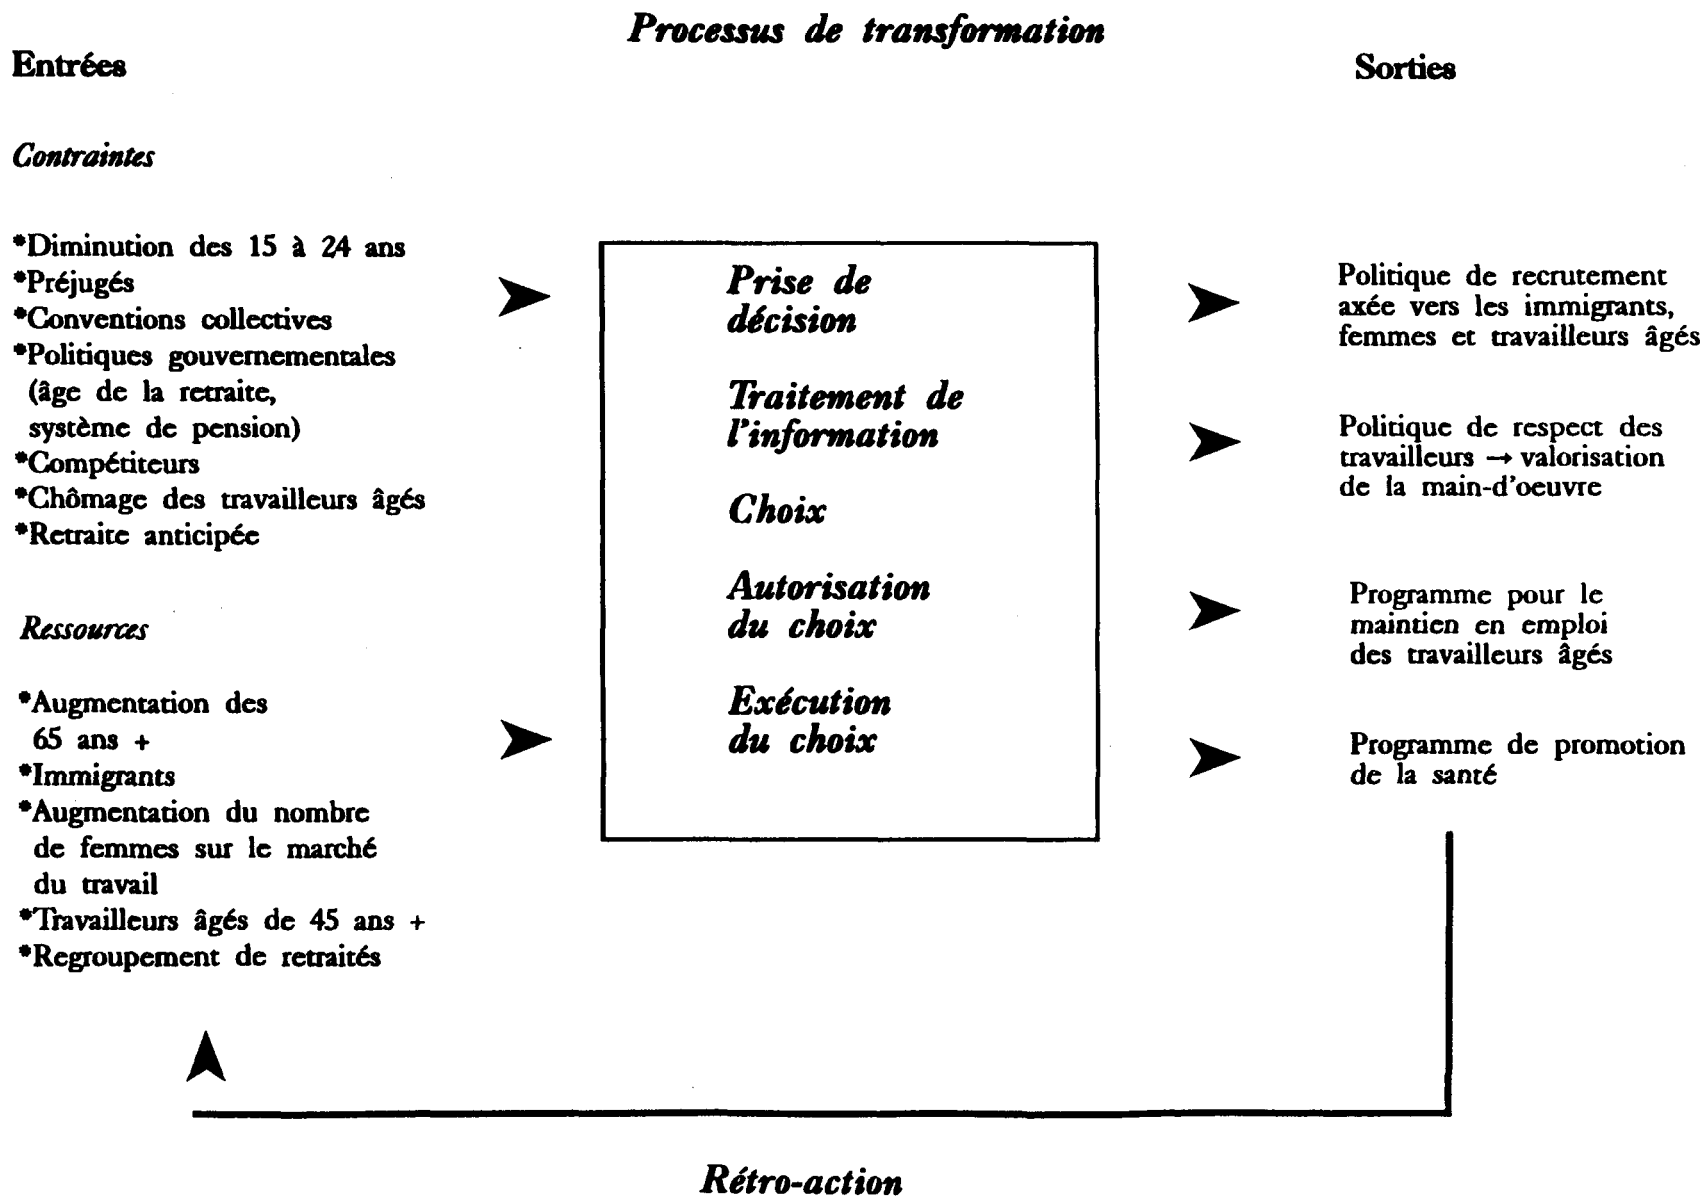 Processus de transformation
Entrées
Sorties
Contraintes
*Diminution des 15 à 24 ans
*Préjugés
*Conventions collectives
*Politiques gouvernementales
(âge de la retraite,
système de pension)
*Compétiteurs
*Chômage des travailleurs âgés
*Retraite anticipée
Ressources
*Augmentation des
65 ans +
*Immigrants
*Augmentation du nombre
de femmes sur le marché
du travail
*Travailleurs âgés de 45 ans +
*Regroupement de retraités
Prise de
décision
Traitement de
l'information
Choix
Autorisation
du choix
Exécution
du choix
Politique de recrutement
axée vers les immigrants,
femmes et travailleurs âgés
Politique de respect des
travailleurs → valorisation
de la main-d'oeuvre
Programme pour le
maintien en emploi
des travailleurs âgés
Programme de promotion
de la santé
Rétro-action